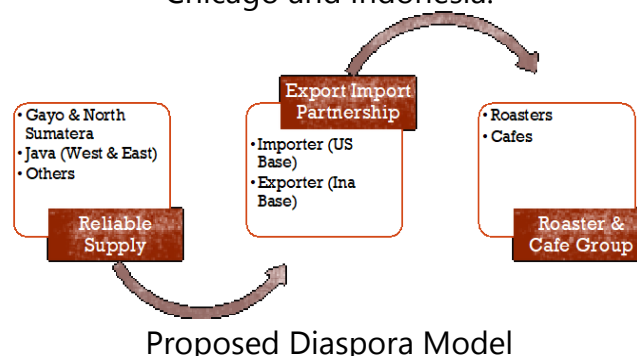 Chicago and Indonesia.
• Gayo & North
Sumatera
• Java (West & East)
• Others
Reliable
Supply
Export Import
Partnership
• Importer (US
Base)
• Exporter (Ina
Base)
• Roasters
• Cafes
Roaster &
Cafe Group
Proposed Diaspora Model